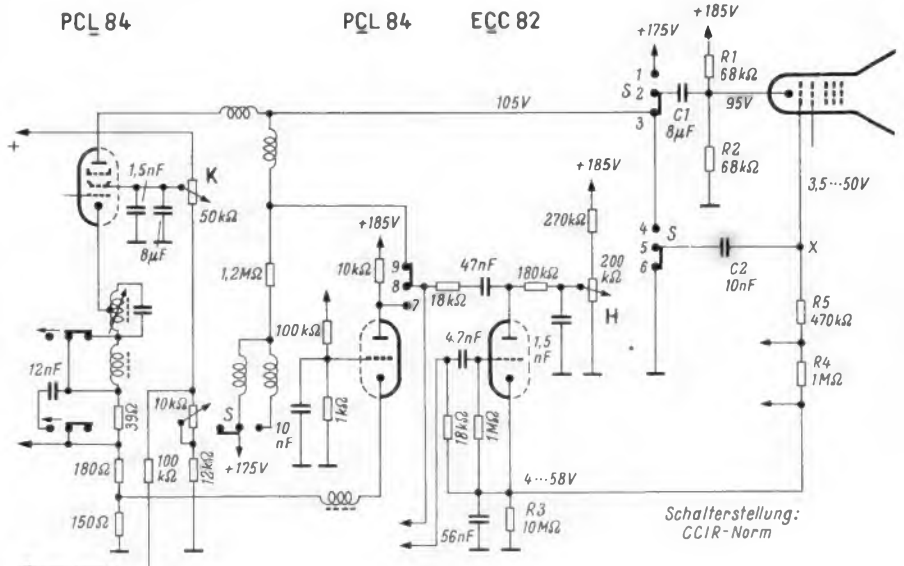 PCL 84
PCL 84
ECC 82
+185V
+175V
1
S 2
3
R1
68kΩ
C1
8µF
95V
R2
68kΩ
105V
+
1,5nF
8µF
K
50kΩ
3,5...50V
+185V
270kΩ
200
kΩ
H
4
S
5
6
C2
10nF
X
+185V
10kΩ
9
8
7
47nF
18kΩ
180kΩ
1,2MΩ
100kΩ
1kΩ
4.7nF
1,5
nF
R5
470kΩ
R4
1MΩ
12nF
39Ω
10kΩ
S
10
nF
+175V
18kΩ
1MΩ
180Ω
100
kΩ
12kΩ
150Ω
4...58V
56nF
R3
10MΩ
Schalterstellung:
CCIR-Norm